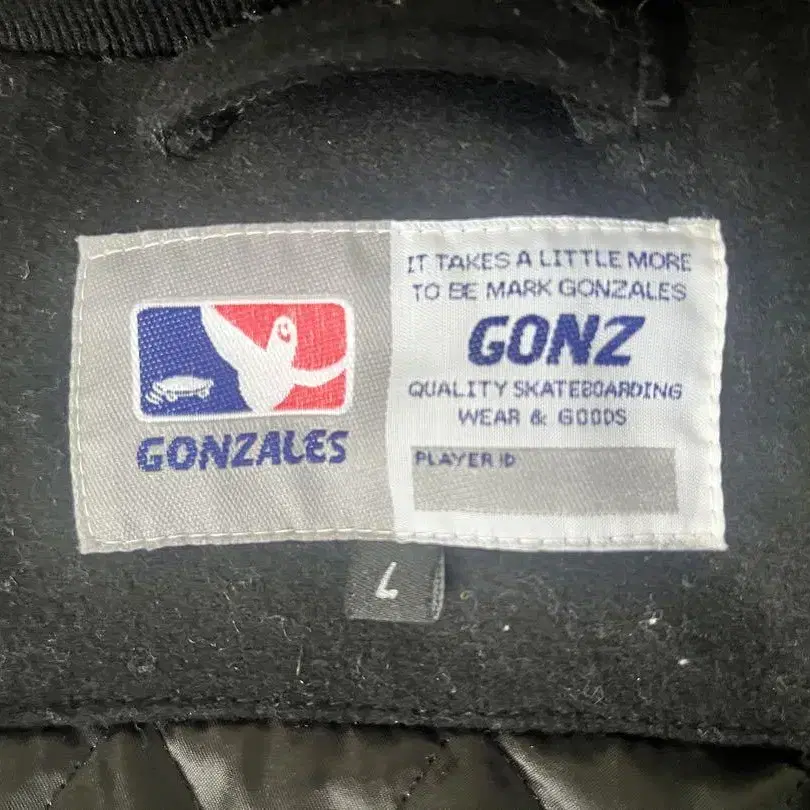 GONZALES
IT TAKES A LITTLE MORE
TO BE MARK GONZALES
GONZ
QUALITY SKATEBOARDING
WEAR & GOODS
PLAYER ID
L